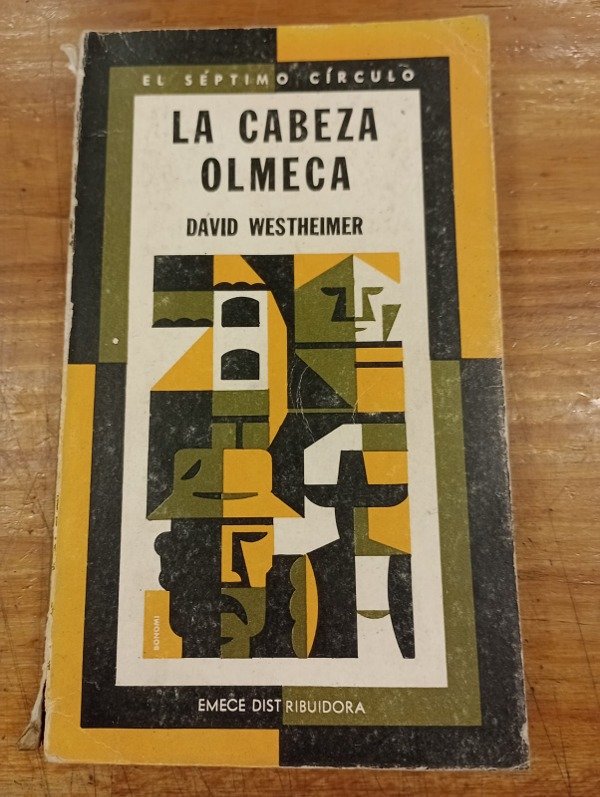 EL SÉPTIMO CÍRCULO
LA CABEZA
OLMECA
DAVID WESTHEIMER
BONOMI
EMECE DISTRIBUIDORA